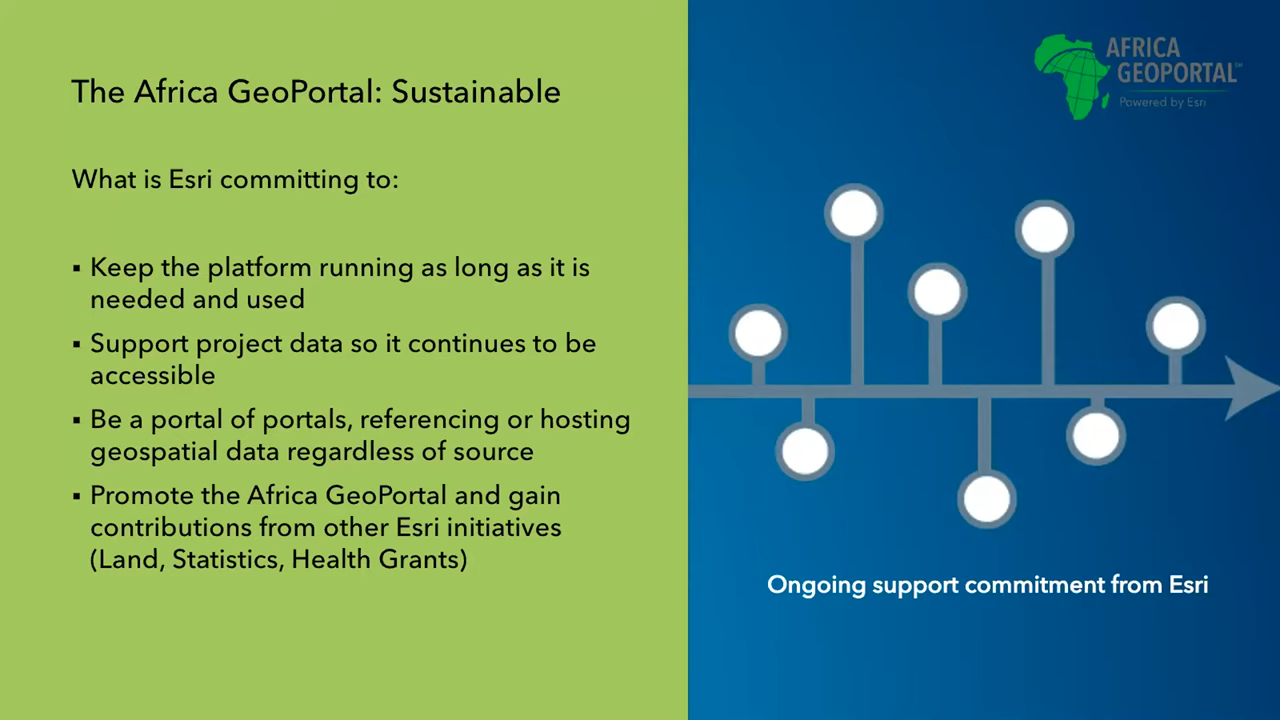 The Africa GeoPortal: Sustainable
What is Esri committing to:
▪ Keep the platform running as long as it is
needed and used
▪ Support project data so it continues to be
accessible
▪ Be a portal of portals, referencing or hosting
geospatial data regardless of source
▪ Promote the Africa GeoPortal and gain
contributions from other Esri initiatives
(Land, Statistics, Health Grants)
AFRICA
GEOPORTAL℠
Powered by Esri
Ongoing support commitment from Esri